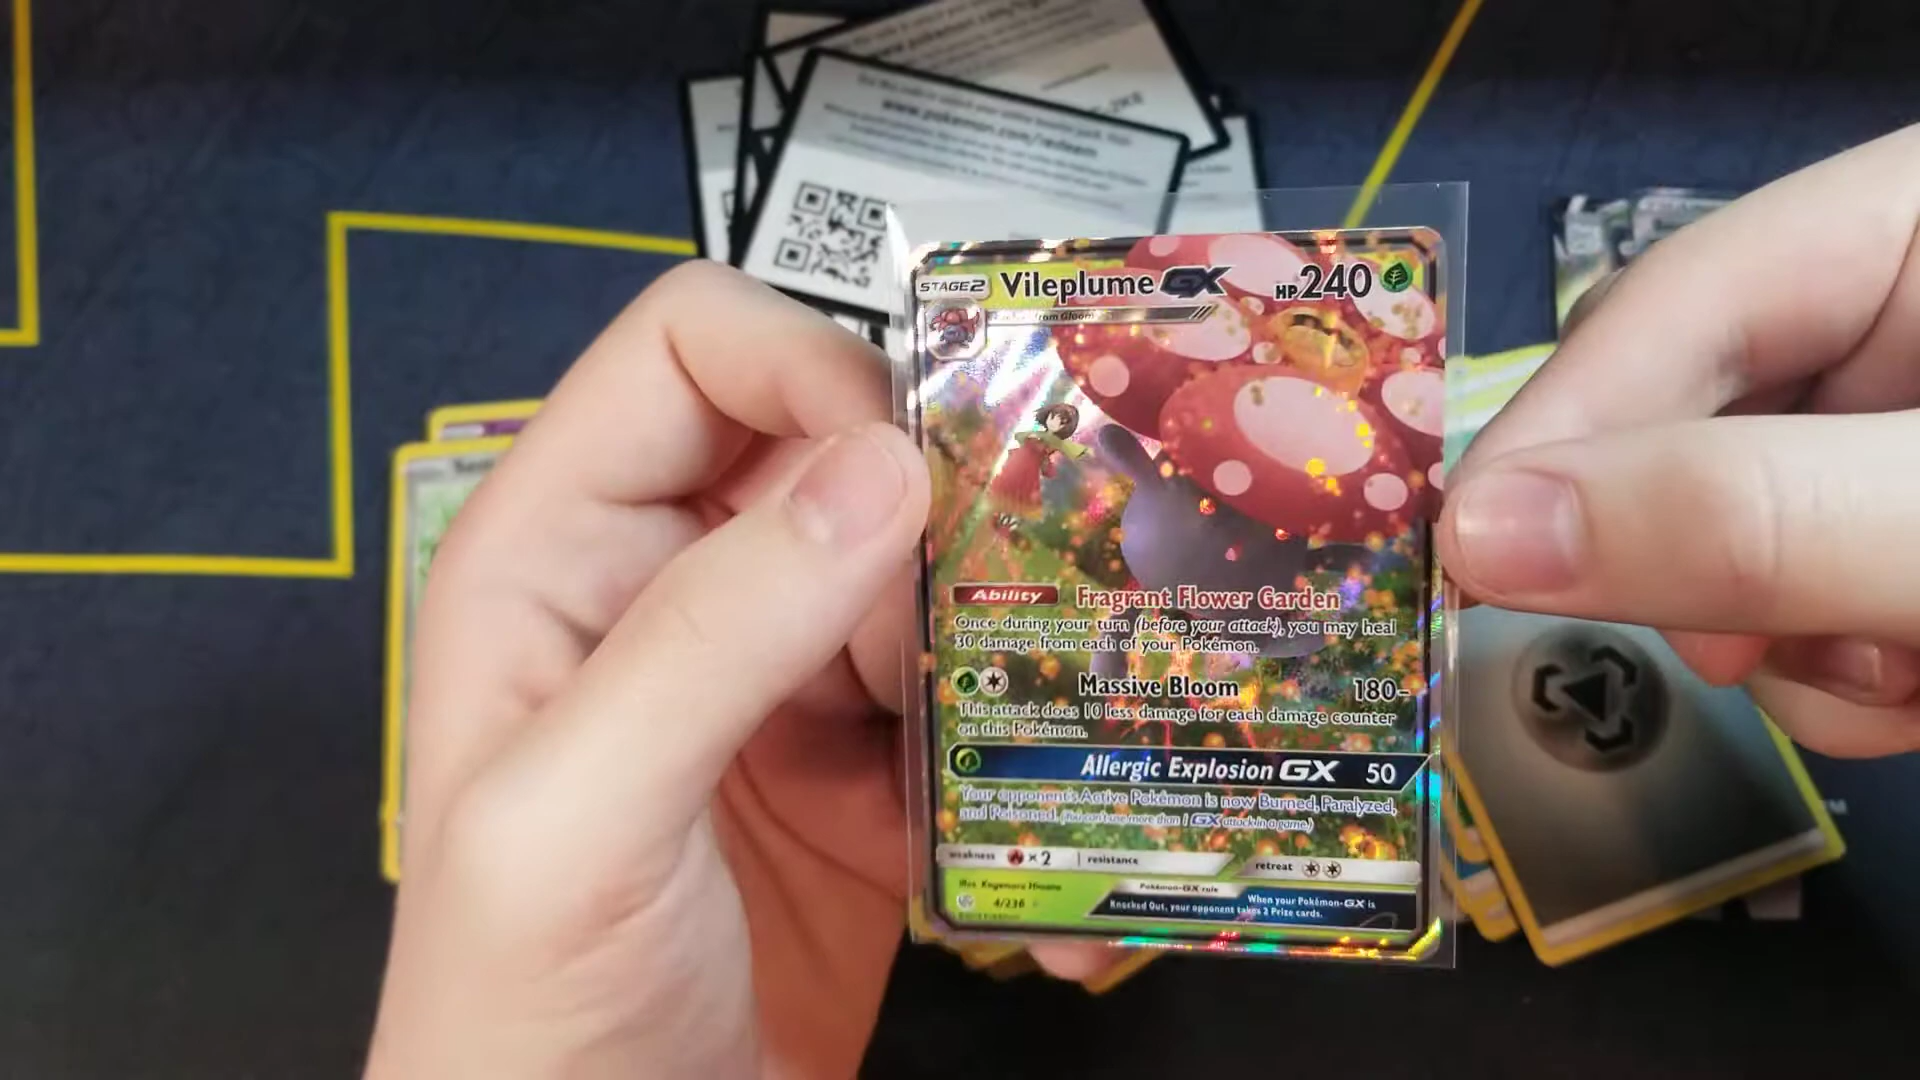 www.pokemon.com/redeem
STAGE2 Vileplume GX HP240
from Gloom
Ability Fragrant Flower Garden
Once during your turn (before your attack), you may heal
30 damage from each of your Pokémon.
Massive Bloom 180-
This attack does 10 less damage for each damage counter
on this Pokémon.
Allergic Explosion GX 50
Your opponent's Active Pokémon is now Burned, Paralyzed,
and Poisoned. (You can't use more than 1 GX attack in a game.)
weakness ×2 resistance
retreat
Illus. Kagemaru Himeno
Pokémon-GX rule
4/236
When your Pokémon-GX is
Knocked Out, your opponent takes 2 Prize cards.